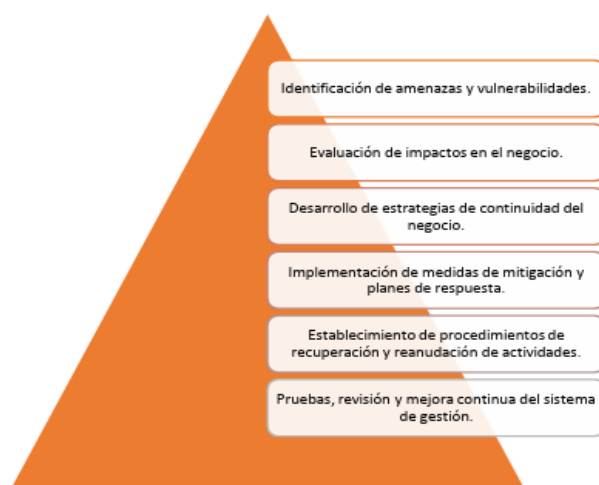 Identificación de amenazas y vulnerabilidades.
Evaluación de impactos en el negocio.
Desarrollo de estrategias de continuidad del
negocio.
Implementación de medidas de mitigación y
planes de respuesta.
Establecimiento de procedimientos de
recuperación y reanudación de actividades.
Pruebas, revisión y mejora continua del sistema
de gestión.